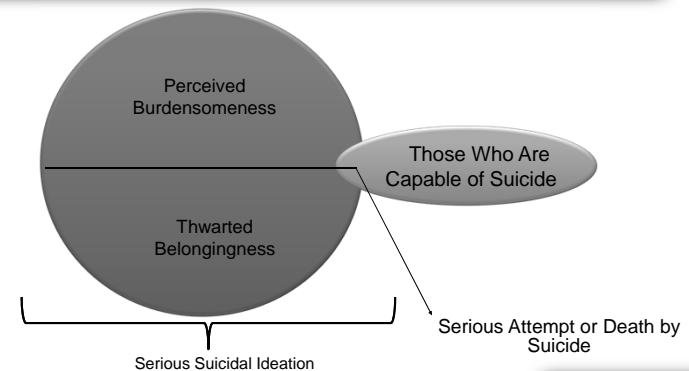 Perceived
Burdensomeness
Those Who Are
Capable of Suicide
Thwarted
Belongingness
Serious Attempt or Death by
Suicide
Serious Suicidal Ideation